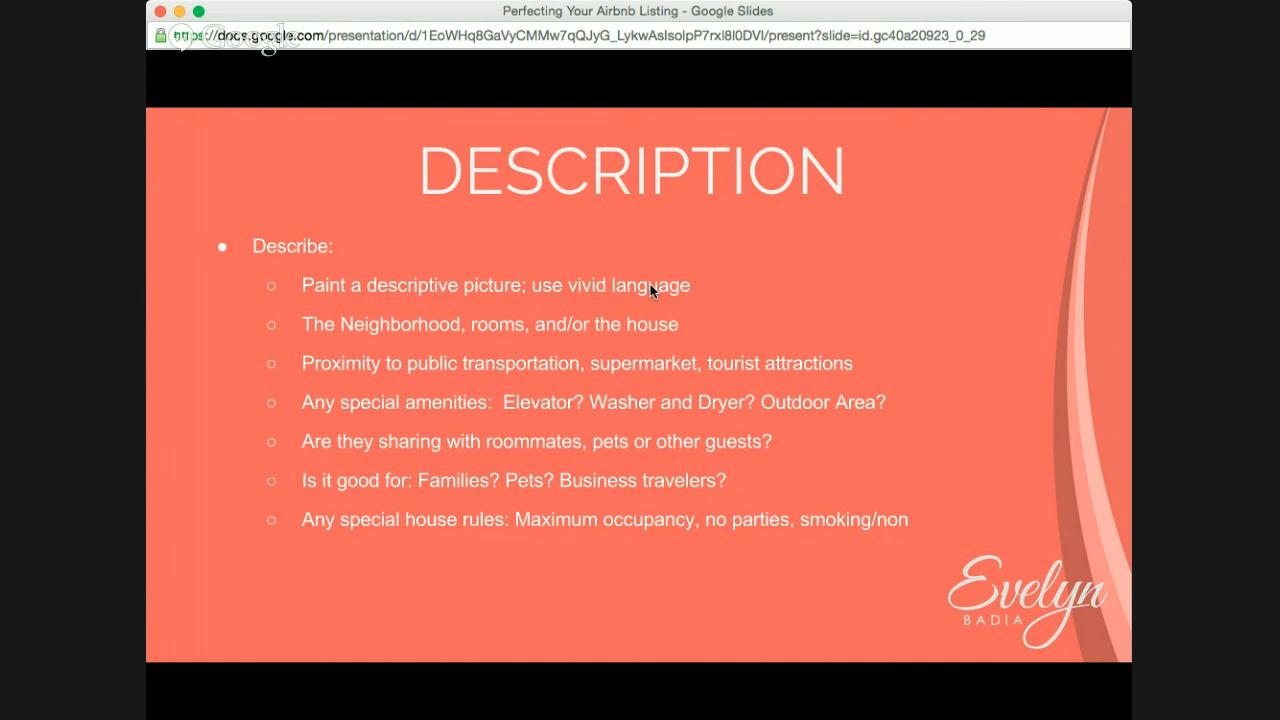 Perfecting Your Airbnb Listing - Google Slides
https://docs.google.com/presentation/d/1EoWHq8GaVyCMMw7qQJyG_LykwAslsolpP7rxl8l0DVI/present?slide=id.gc40a20923_0_29
Google
DESCRIPTION
● Describe:
○ Paint a descriptive picture; use vivid language
○ The Neighborhood, rooms, and/or the house
○ Proximity to public transportation, supermarket, tourist attractions
○ Any special amenities: Elevator? Washer and Dryer? Outdoor Area?
○ Are they sharing with roommates, pets or other guests?
○ Is it good for: Families? Pets? Business travelers?
○ Any special house rules: Maximum occupancy, no parties, smoking/non
Evelyn
BADIA